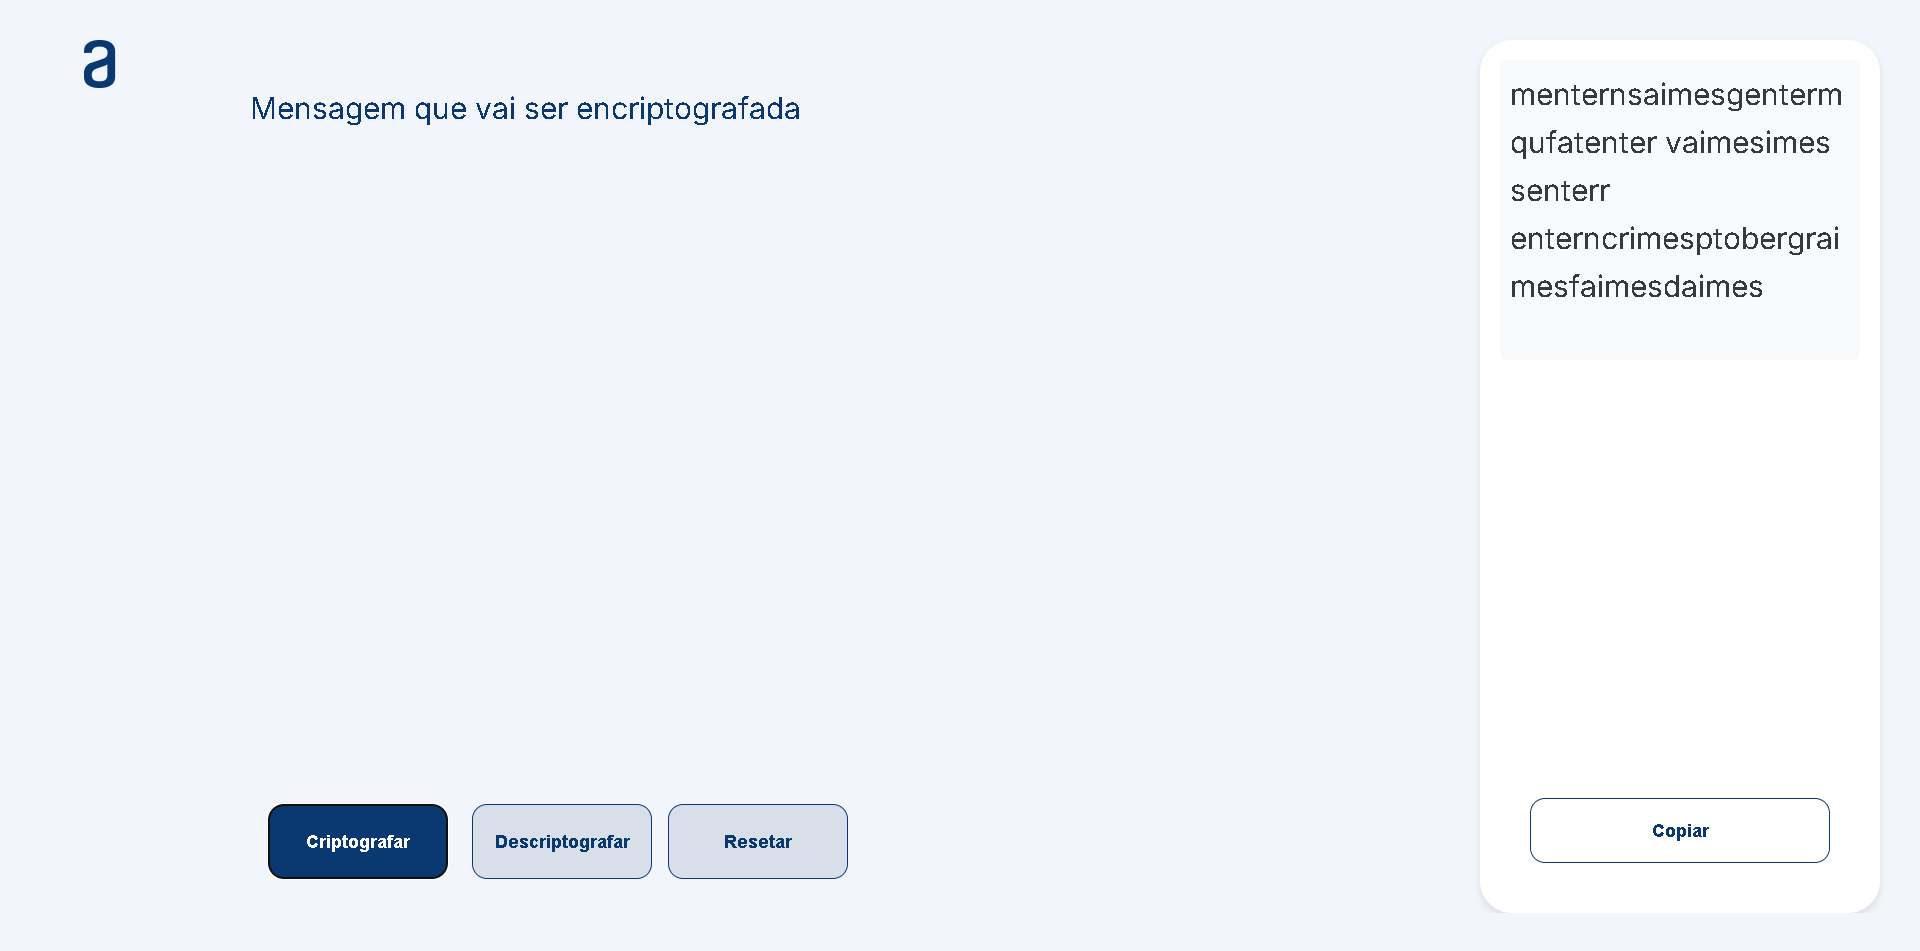 a
Mensagem que vai ser encriptografada
menternsaimesgenterm
qufatenter vaimesimes
senterr
enterncrimesptobergrai
mesfaimesdaimes
Criptografar
Descriptografar
Resetar
Copiar